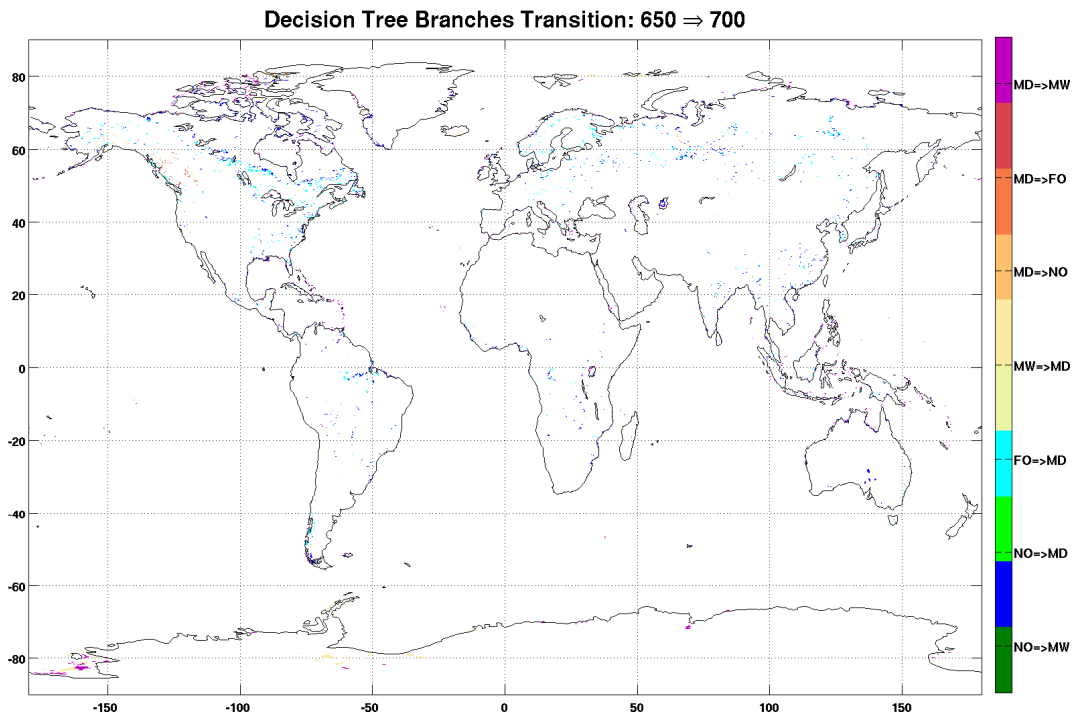 Decision Tree Branches Transition: 650 ⇒ 700
80
60
40
20
0
-20
-40
-60
-80
-150
-100
-50
0
50
100
150
MD=>MW
MD=>FO
MD=>NO
MW=>MD
FO=>MD
NO=>MD
NO=>MW